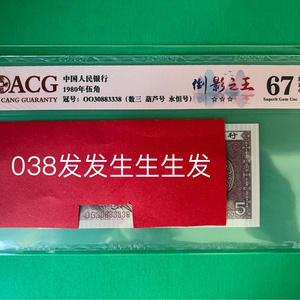 ACG
CANG GUARANTY
中国人民银行
1980年伍角
冠号：OO30883338（数三 葫芦号 永恒号）
倒影之王
☆☆☆
67
Superb Gem Unc
038发发生生生发
OO30883338
行
5